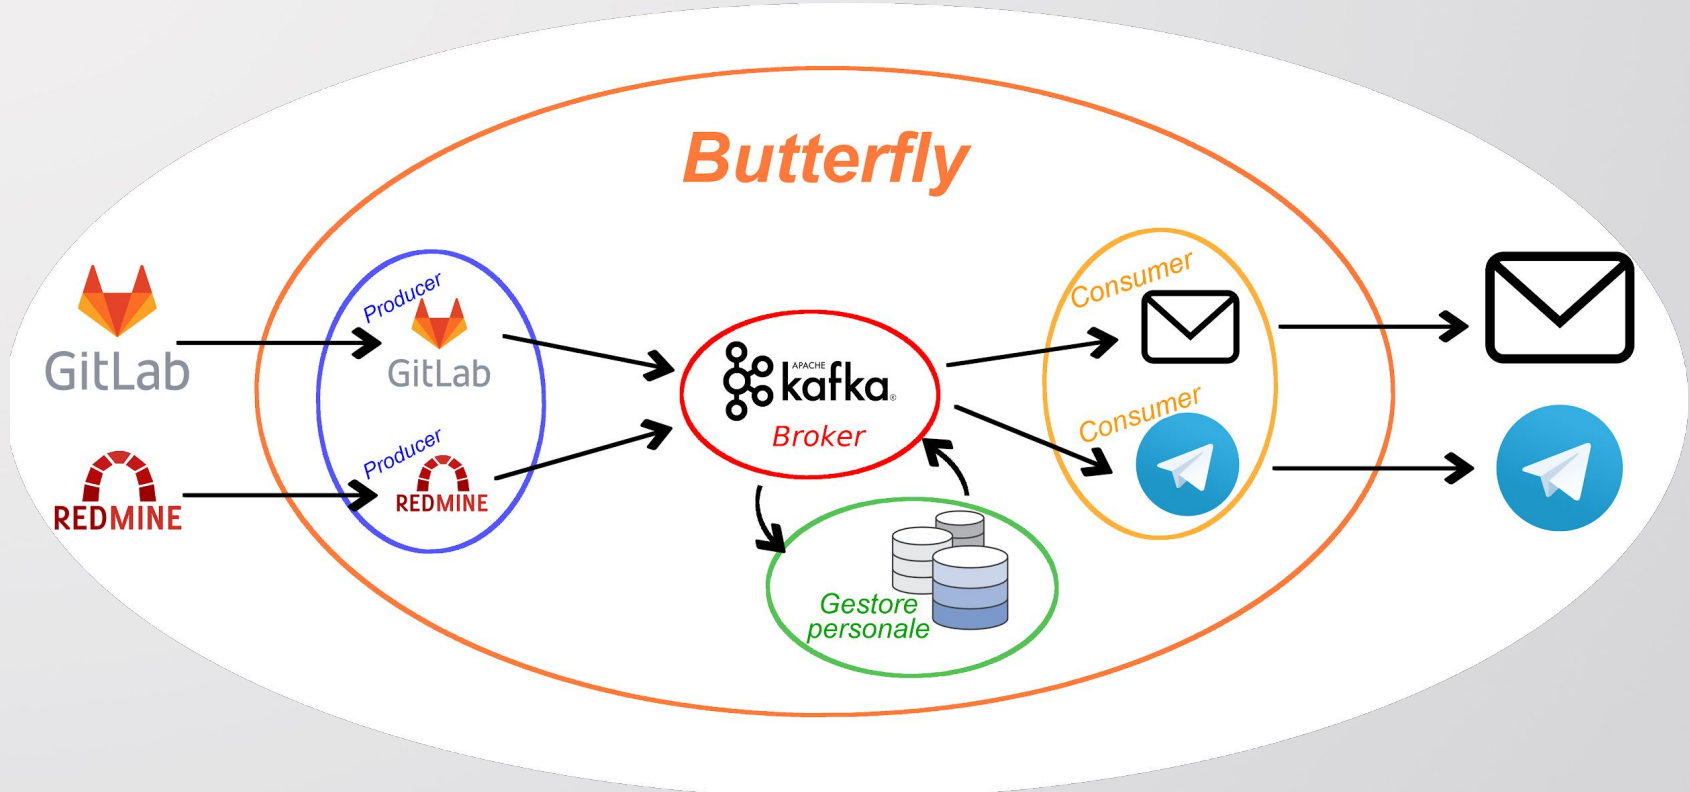 Butterfly
GitLab
REDMINE
Producer
GitLab
Producer
REDMINE
APACHE
kafka®
Broker
Gestore
personale
Consumer
Consumer